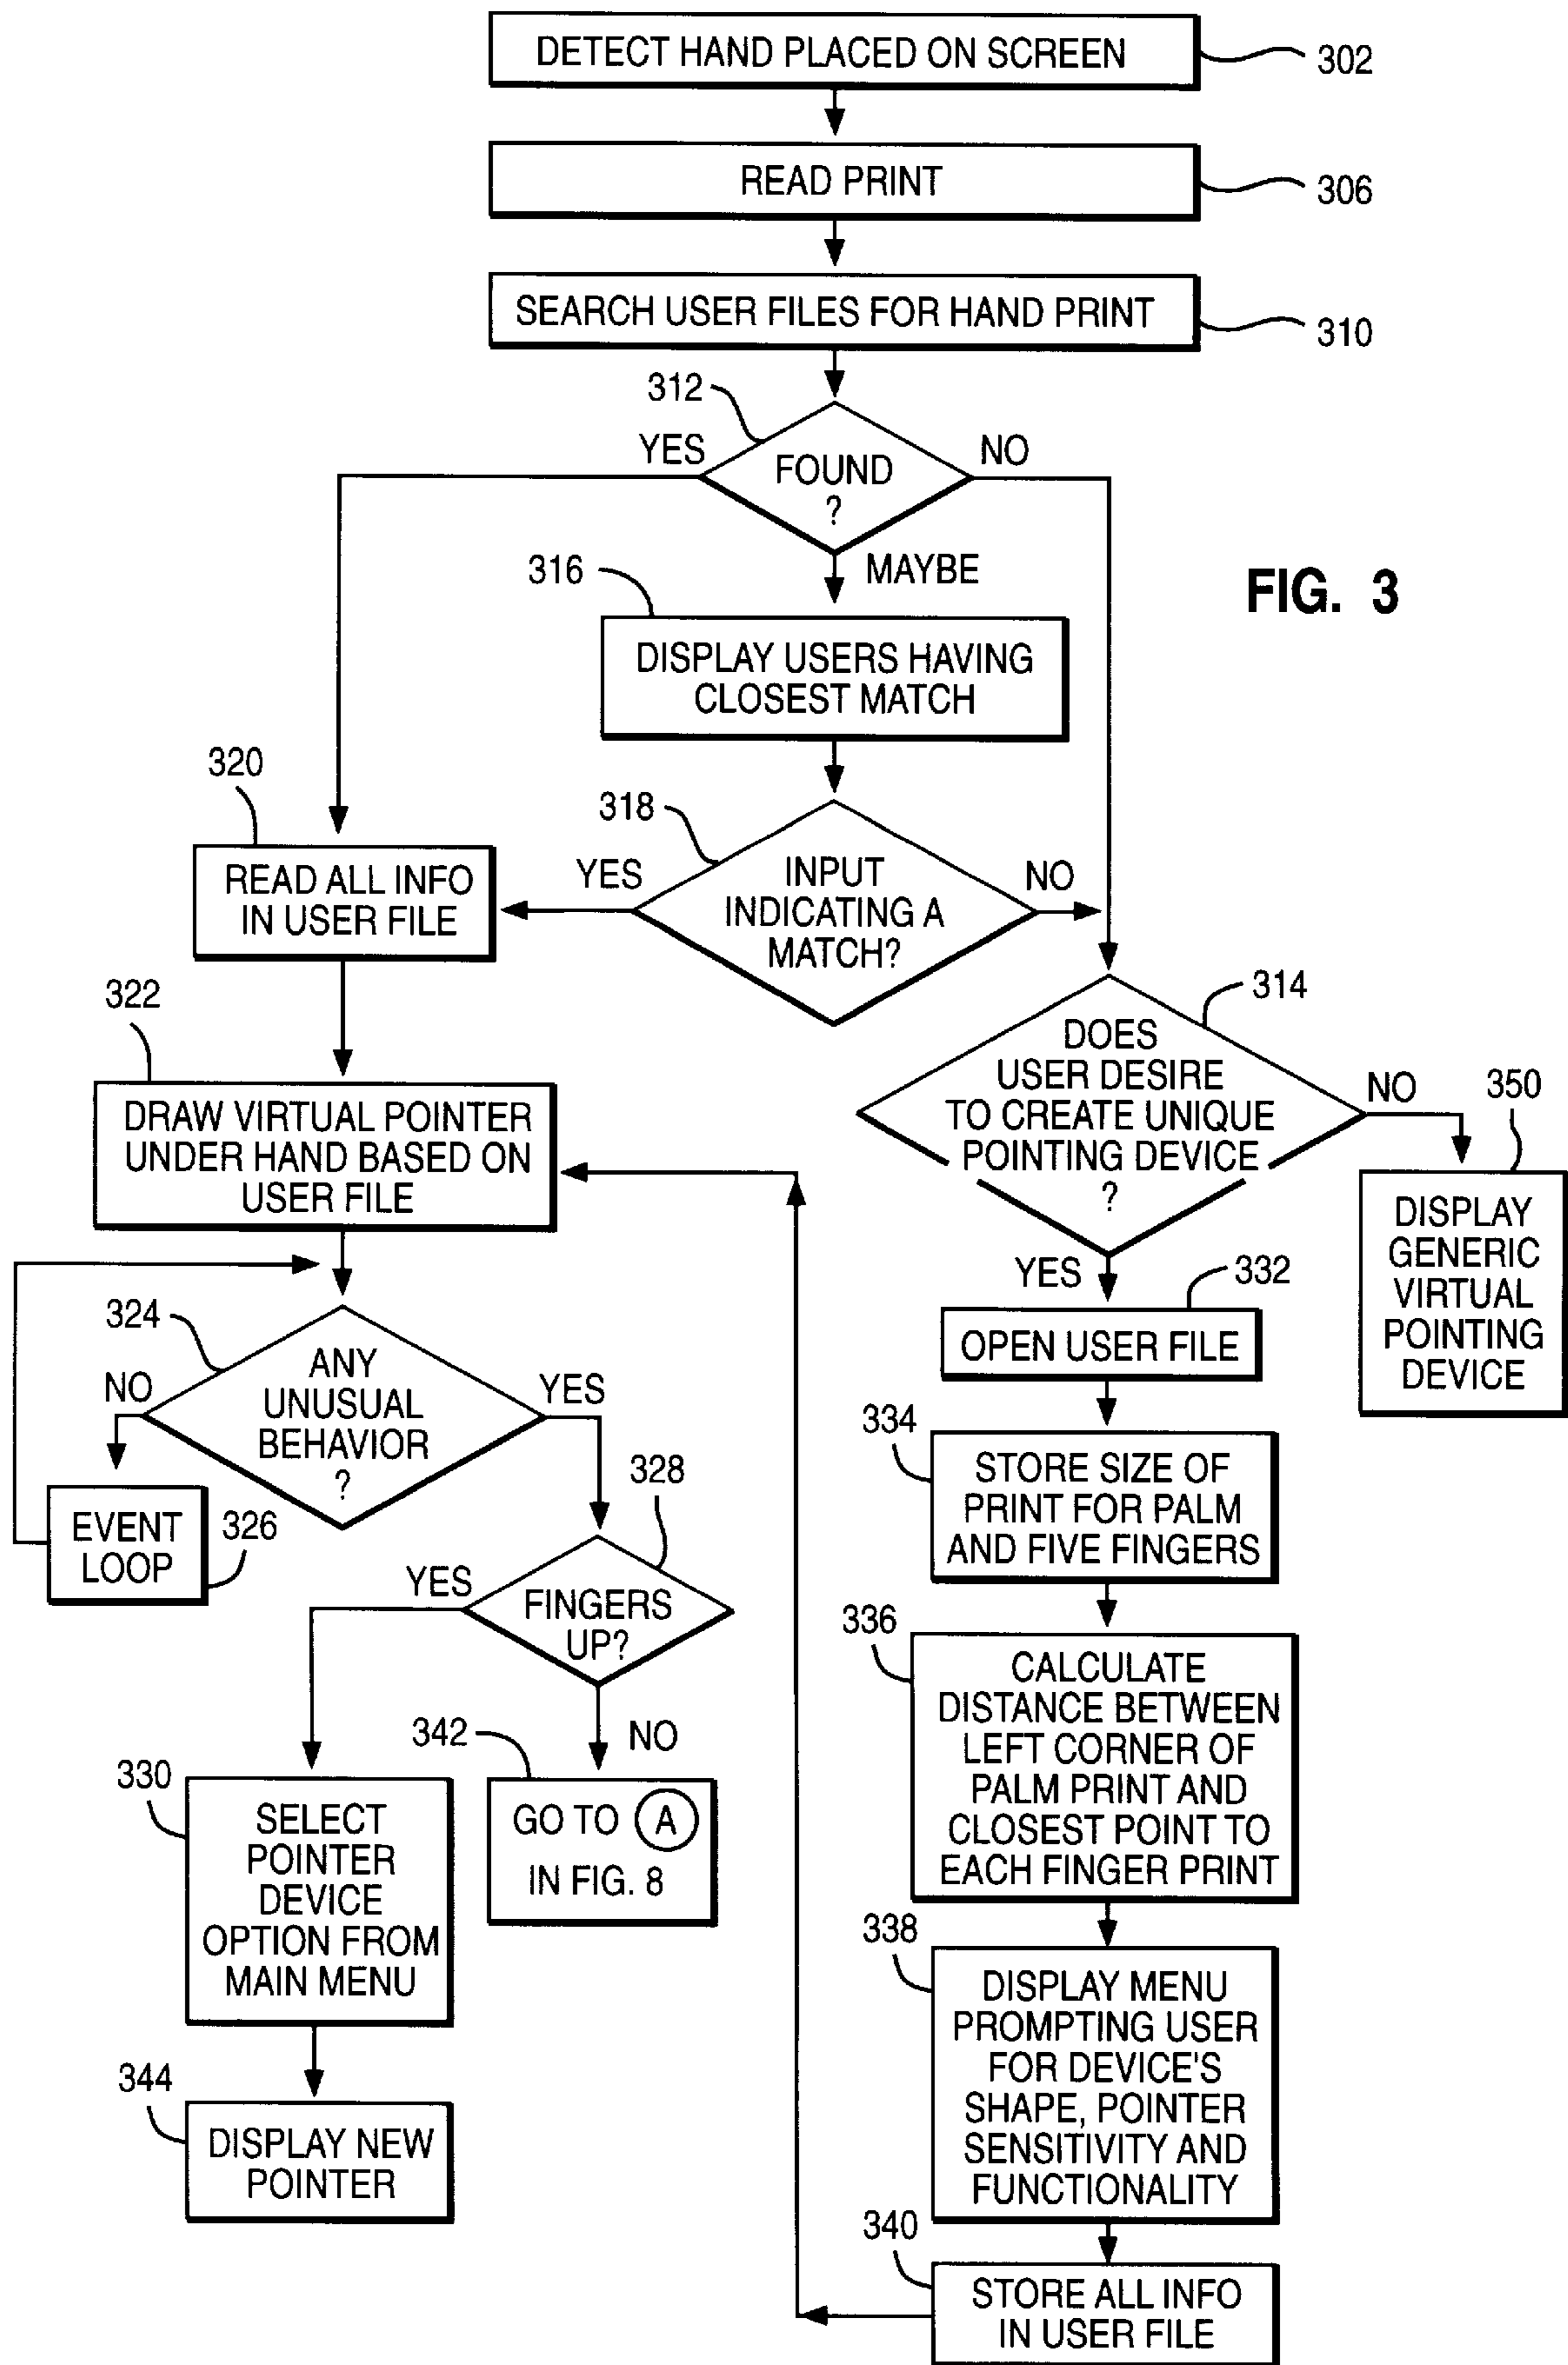 DETECT HAND PLACED ON SCREEN
302
READ PRINT
306
SEARCH USER FILES FOR HAND PRINT
310
312
YES
NO
FOUND
?
MAYBE
316
FIG. 3
DISPLAY USERS HAVING
CLOSEST MATCH
320
318
READ ALL INFO
IN USER FILE
YES
INPUT
INDICATING A
MATCH?
NO
322
314
DRAW VIRTUAL POINTER
UNDER HAND BASED ON
USER FILE
DOES
USER DESIRE
TO CREATE UNIQUE
POINTING DEVICE
?
NO
350
DISPLAY
GENERIC
VIRTUAL
POINTING
DEVICE
YES
332
OPEN USER FILE
324
NO
ANY
UNUSUAL
BEHAVIOR
?
YES
EVENT
LOOP
326
328
YES
FINGERS
UP?
NO
334
STORE SIZE OF
PRINT FOR PALM
AND FIVE FINGERS
336
CALCULATE
DISTANCE BETWEEN
LEFT CORNER OF
PALM PRINT AND
CLOSEST POINT TO
EACH FINGER PRINT
342
GO TO A
IN FIG. 8
330
SELECT
POINTER
DEVICE
OPTION FROM
MAIN MENU
338
DISPLAY MENU
PROMPTING USER
FOR DEVICE'S
SHAPE, POINTER
SENSITIVITY AND
FUNCTIONALITY
344
DISPLAY NEW
POINTER
340
STORE ALL INFO
IN USER FILE